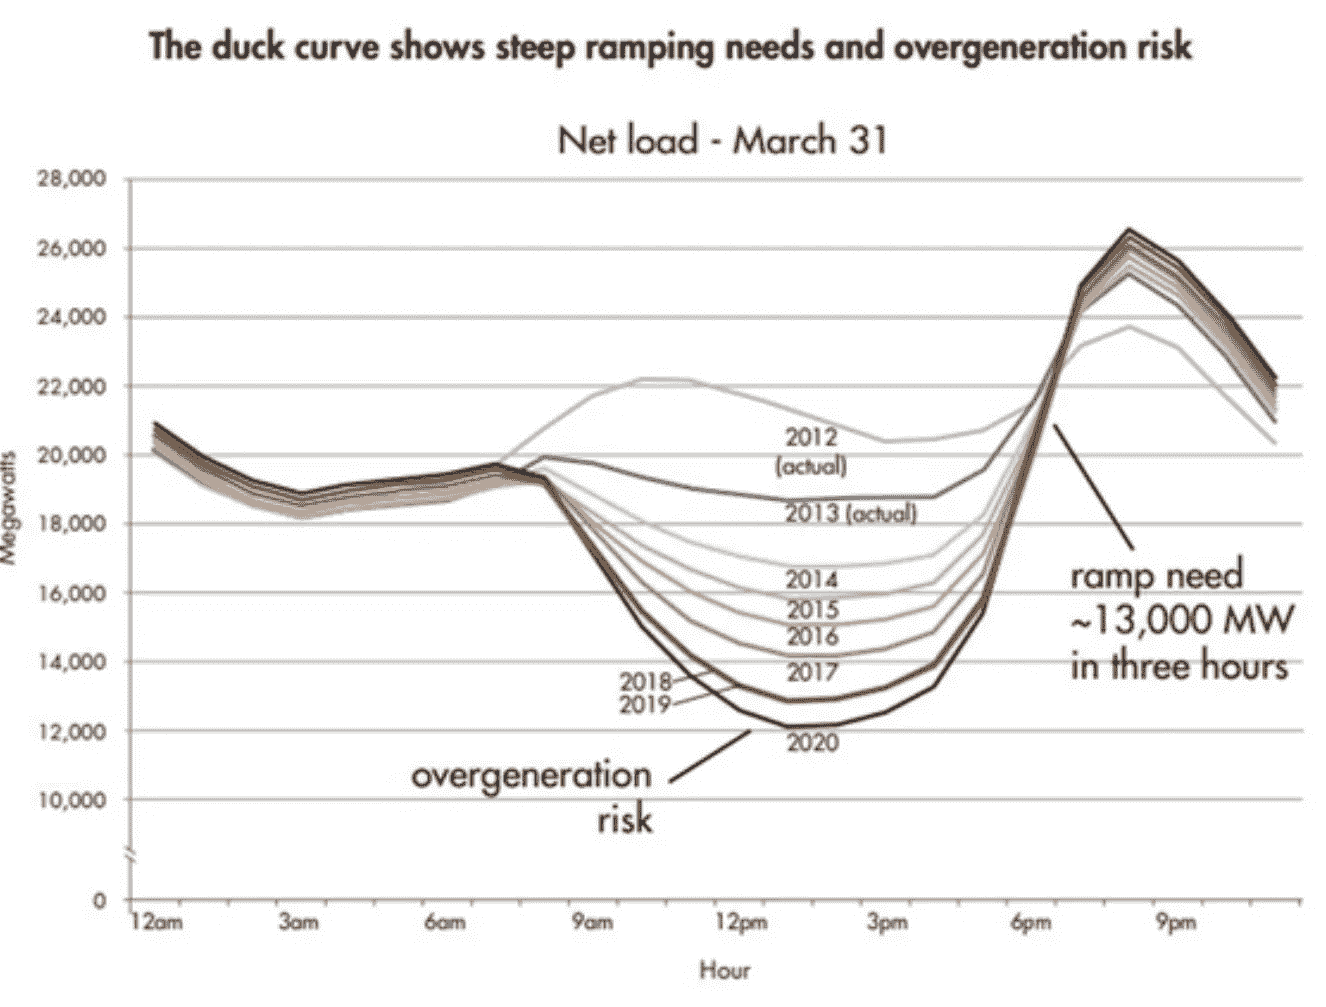 The duck curve shows steep ramping needs and overgeneration risk
Net load - March 31
28,000
26,000
24,000
22,000
20,000
18,000
16,000
14,000
12,000
10,000
0
Megawatts
2012
(actual)
2013 (actual)
2014
2015
2016
2017
2018
2019
2020
ramp need
~13,000 MW
in three hours
overgeneration
risk
12am
3am
6am
9am
12pm
3pm
6pm
9pm
Hour